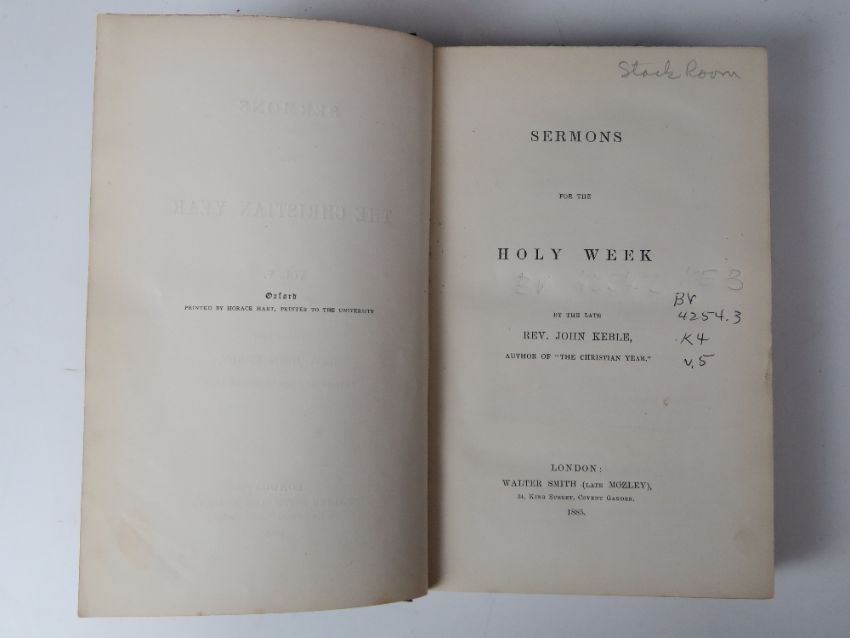 Oxford
PRINTED BY HORACE HART, PRINTER TO THE UNIVERSITY
Stack Room
SERMONS
FOR THE
HOLY WEEK
BY THE LATE
REV. JOHN KEBLE,
AUTHOR OF "THE CHRISTIAN YEAR."
BV
4254.3
.K4
v.5
LONDON:
WALTER SMITH (LATE MOZLEY),
34, KING STREET, COVENT GARDEN.
1885.